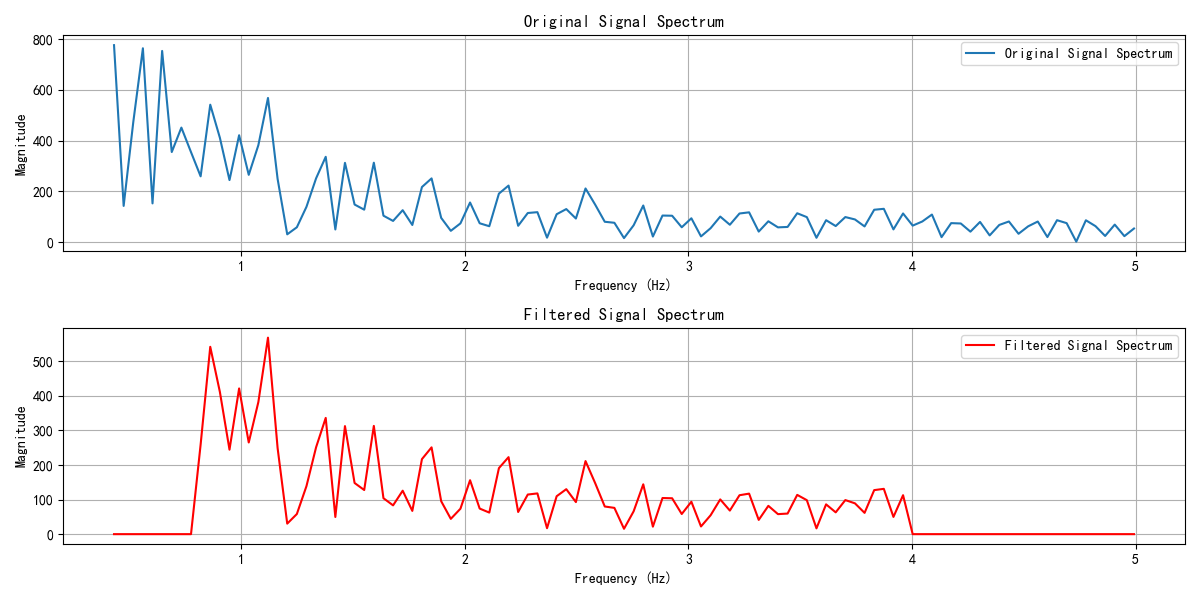 Original Signal Spectrum
800
600
400
200
0
Magnitude
Original Signal Spectrum
1 2 3 4 5
Frequency (Hz)
Filtered Signal Spectrum
500
400
300
200
100
0
Magnitude
Filtered Signal Spectrum
1 2 3 4 5
Frequency (Hz)